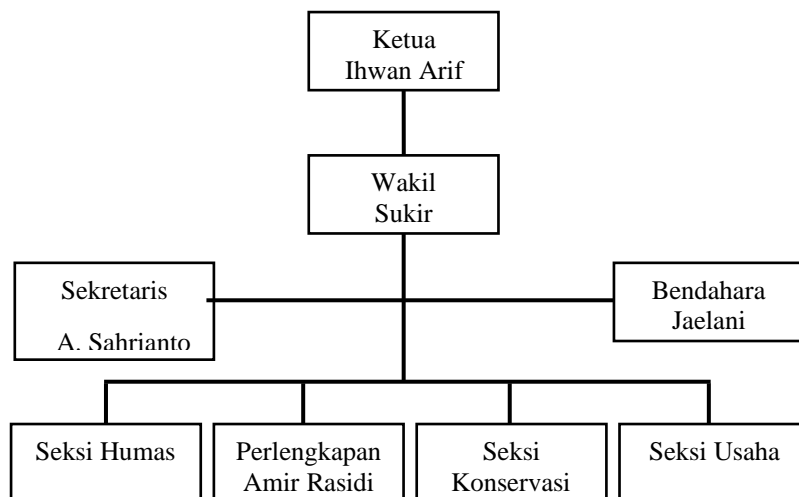 Ketua
Ihwan Arif
Wakil
Sukir
Sekretaris
A. Sahrianto
Bendahara
Jaelani
Seksi Humas
Perlengkapan
Amir Rasidi
Seksi
Konservasi
Seksi Usaha